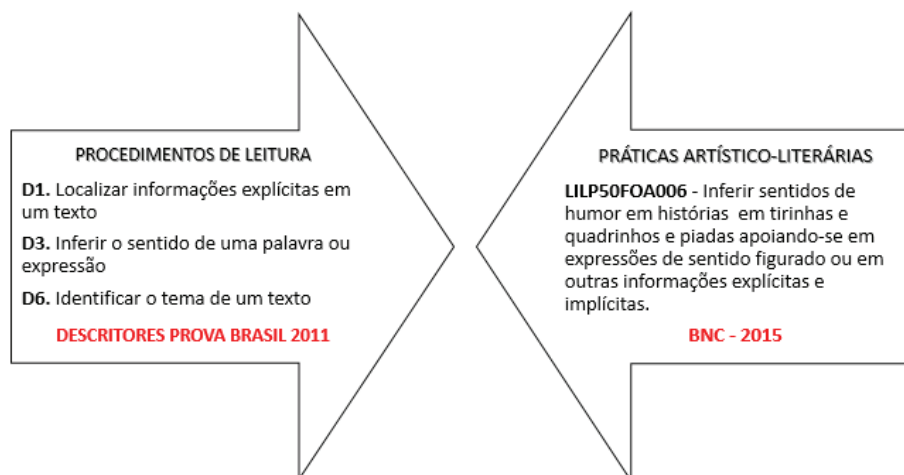 PROCEDIMENTOS DE LEITURA
D1. Localizar informações explícitas em
um texto
D3. Inferir o sentido de uma palavra ou
expressão
D6. Identificar o tema de um texto
DESCRITORES PROVA BRASIL 2011
PRÁTICAS ARTÍSTICO-LITERÁRIAS
LILP50FOA006 - Inferir sentidos de
humor em histórias em tirinhas e
quadrinhos e piadas apoiando-se em
expressões de sentido figurado ou em
outras informações explícitas e
implícitas.
BNC - 2015